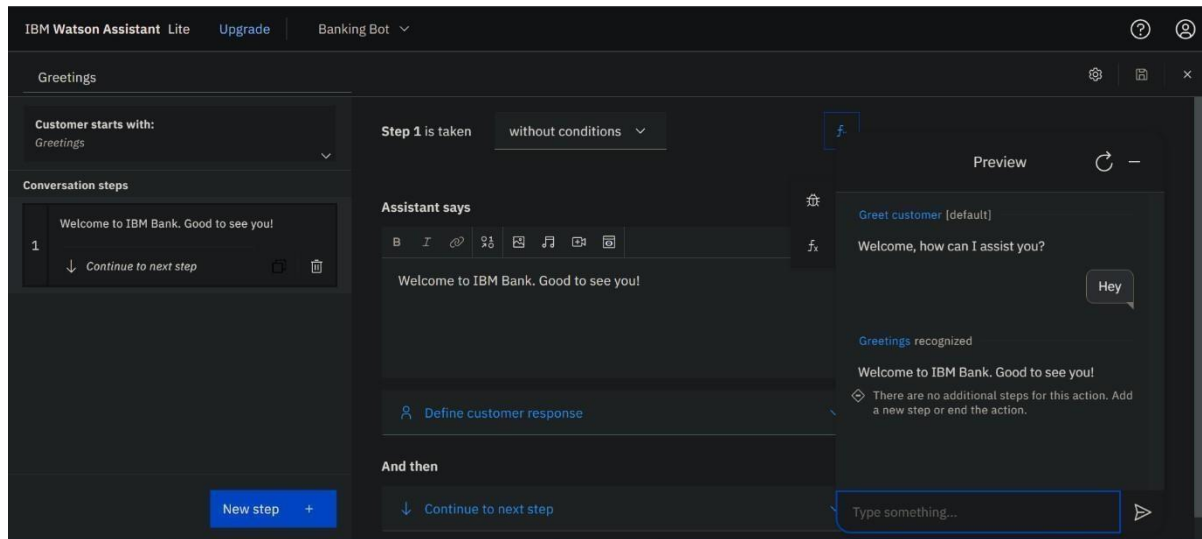 IBM Watson Assistant Lite Upgrade Banking Bot
Greetings
Customer starts with:
Greetings
Conversation steps
1
Welcome to IBM Bank. Good to see you!
Continue to next step
New step +
Step 1 is taken without conditions
Assistant says
B I
Welcome to IBM Bank. Good to see you!
Define customer response
And then
Continue to next step
Preview
Greet customer [default]
Welcome, how can I assist you?
Hey
Greetings recognized
Welcome to IBM Bank. Good to see you!
There are no additional steps for this action. Add
a new step or end the action.
Type something...